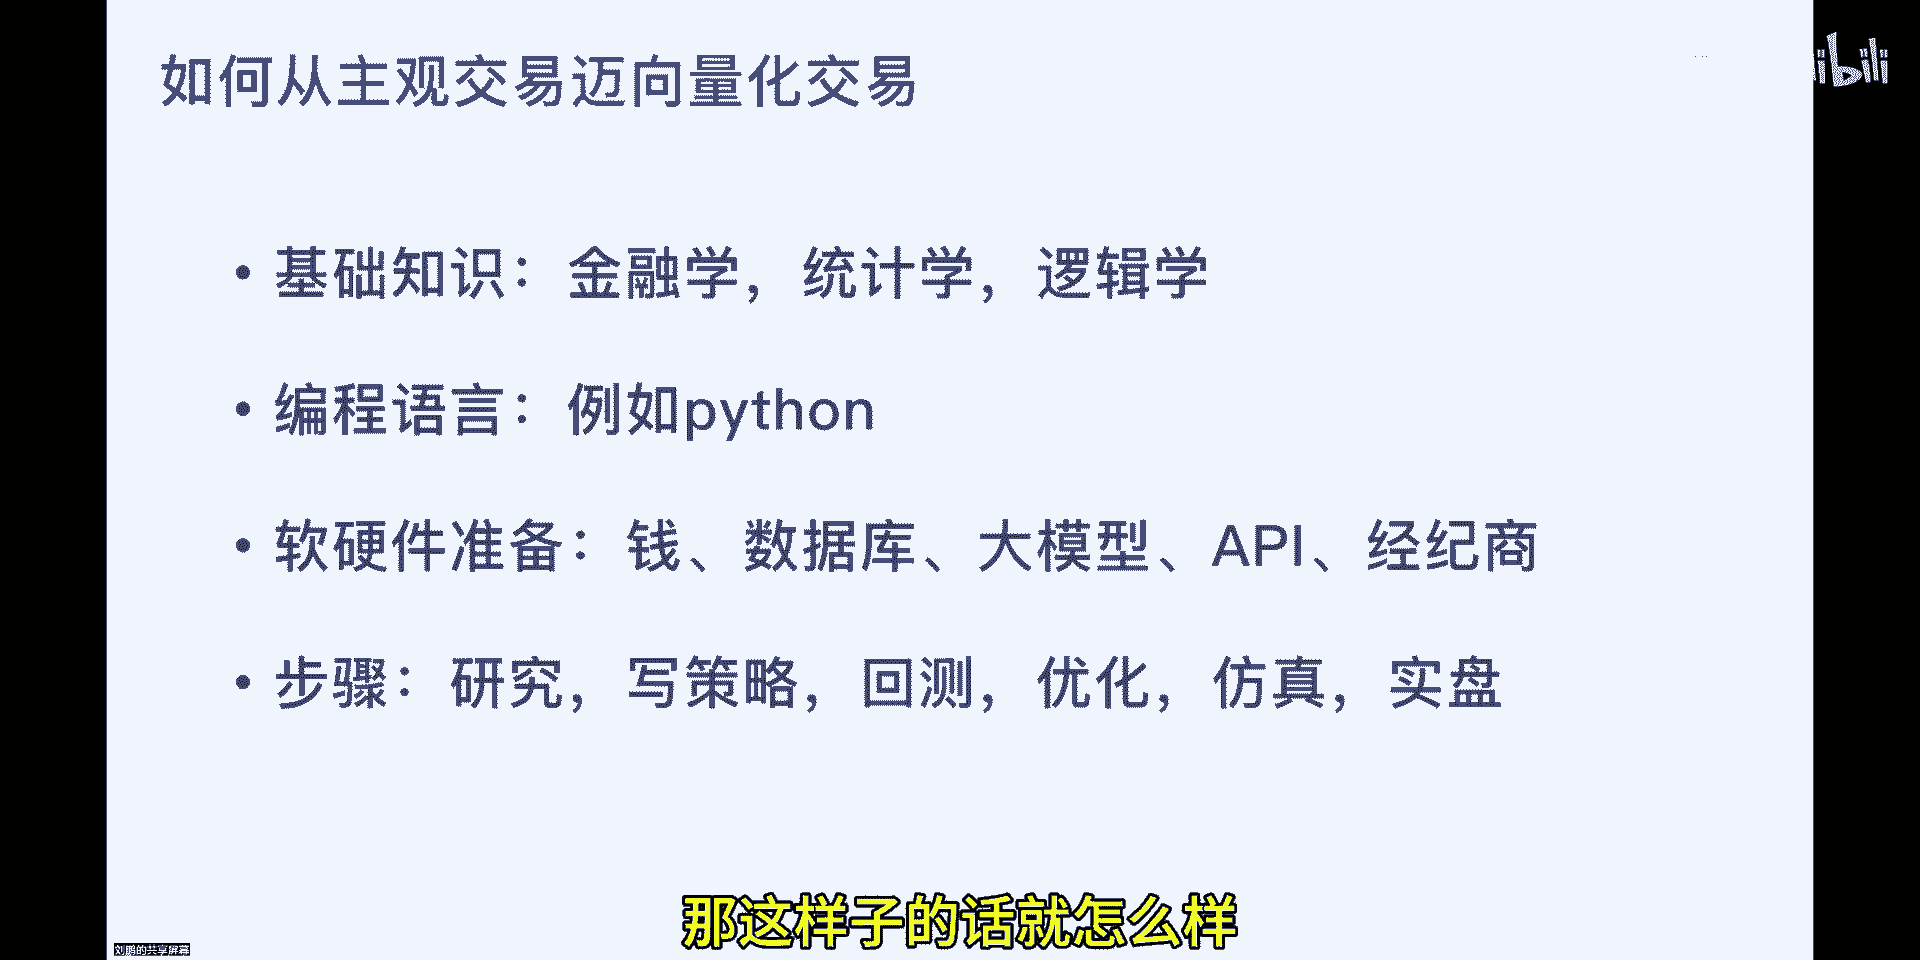 如何从主观交易迈向量化交易
bili
• 基础知识：金融学，统计学，逻辑学
• 编程语言：例如python
• 软硬件准备：钱、数据库、大模型、API、经纪商
• 步骤：研究，写策略，回测，优化，仿真，实盘
那这样子的话就怎么样
刘鹏的共享屏幕